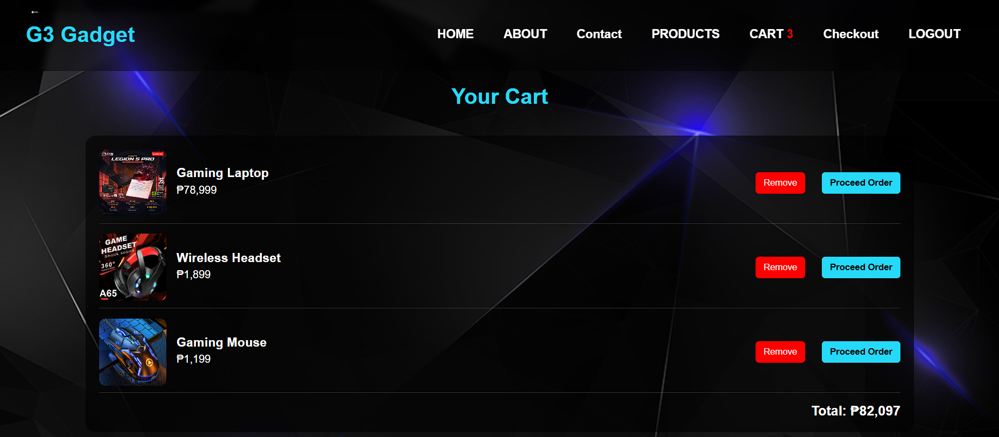 ←
G3 Gadget
HOME ABOUT Contact PRODUCTS CART 3 Checkout LOGOUT
Your Cart
Lenovo
LEGION 5 PRO
Gaming Laptop
₱78,999
Remove Proceed Order
GAME
HEADSET
Shock sound
360°
A65
Wireless Headset
₱1,899
Remove Proceed Order
Gaming Mouse
₱1,199
Remove Proceed Order
Total: ₱82,097